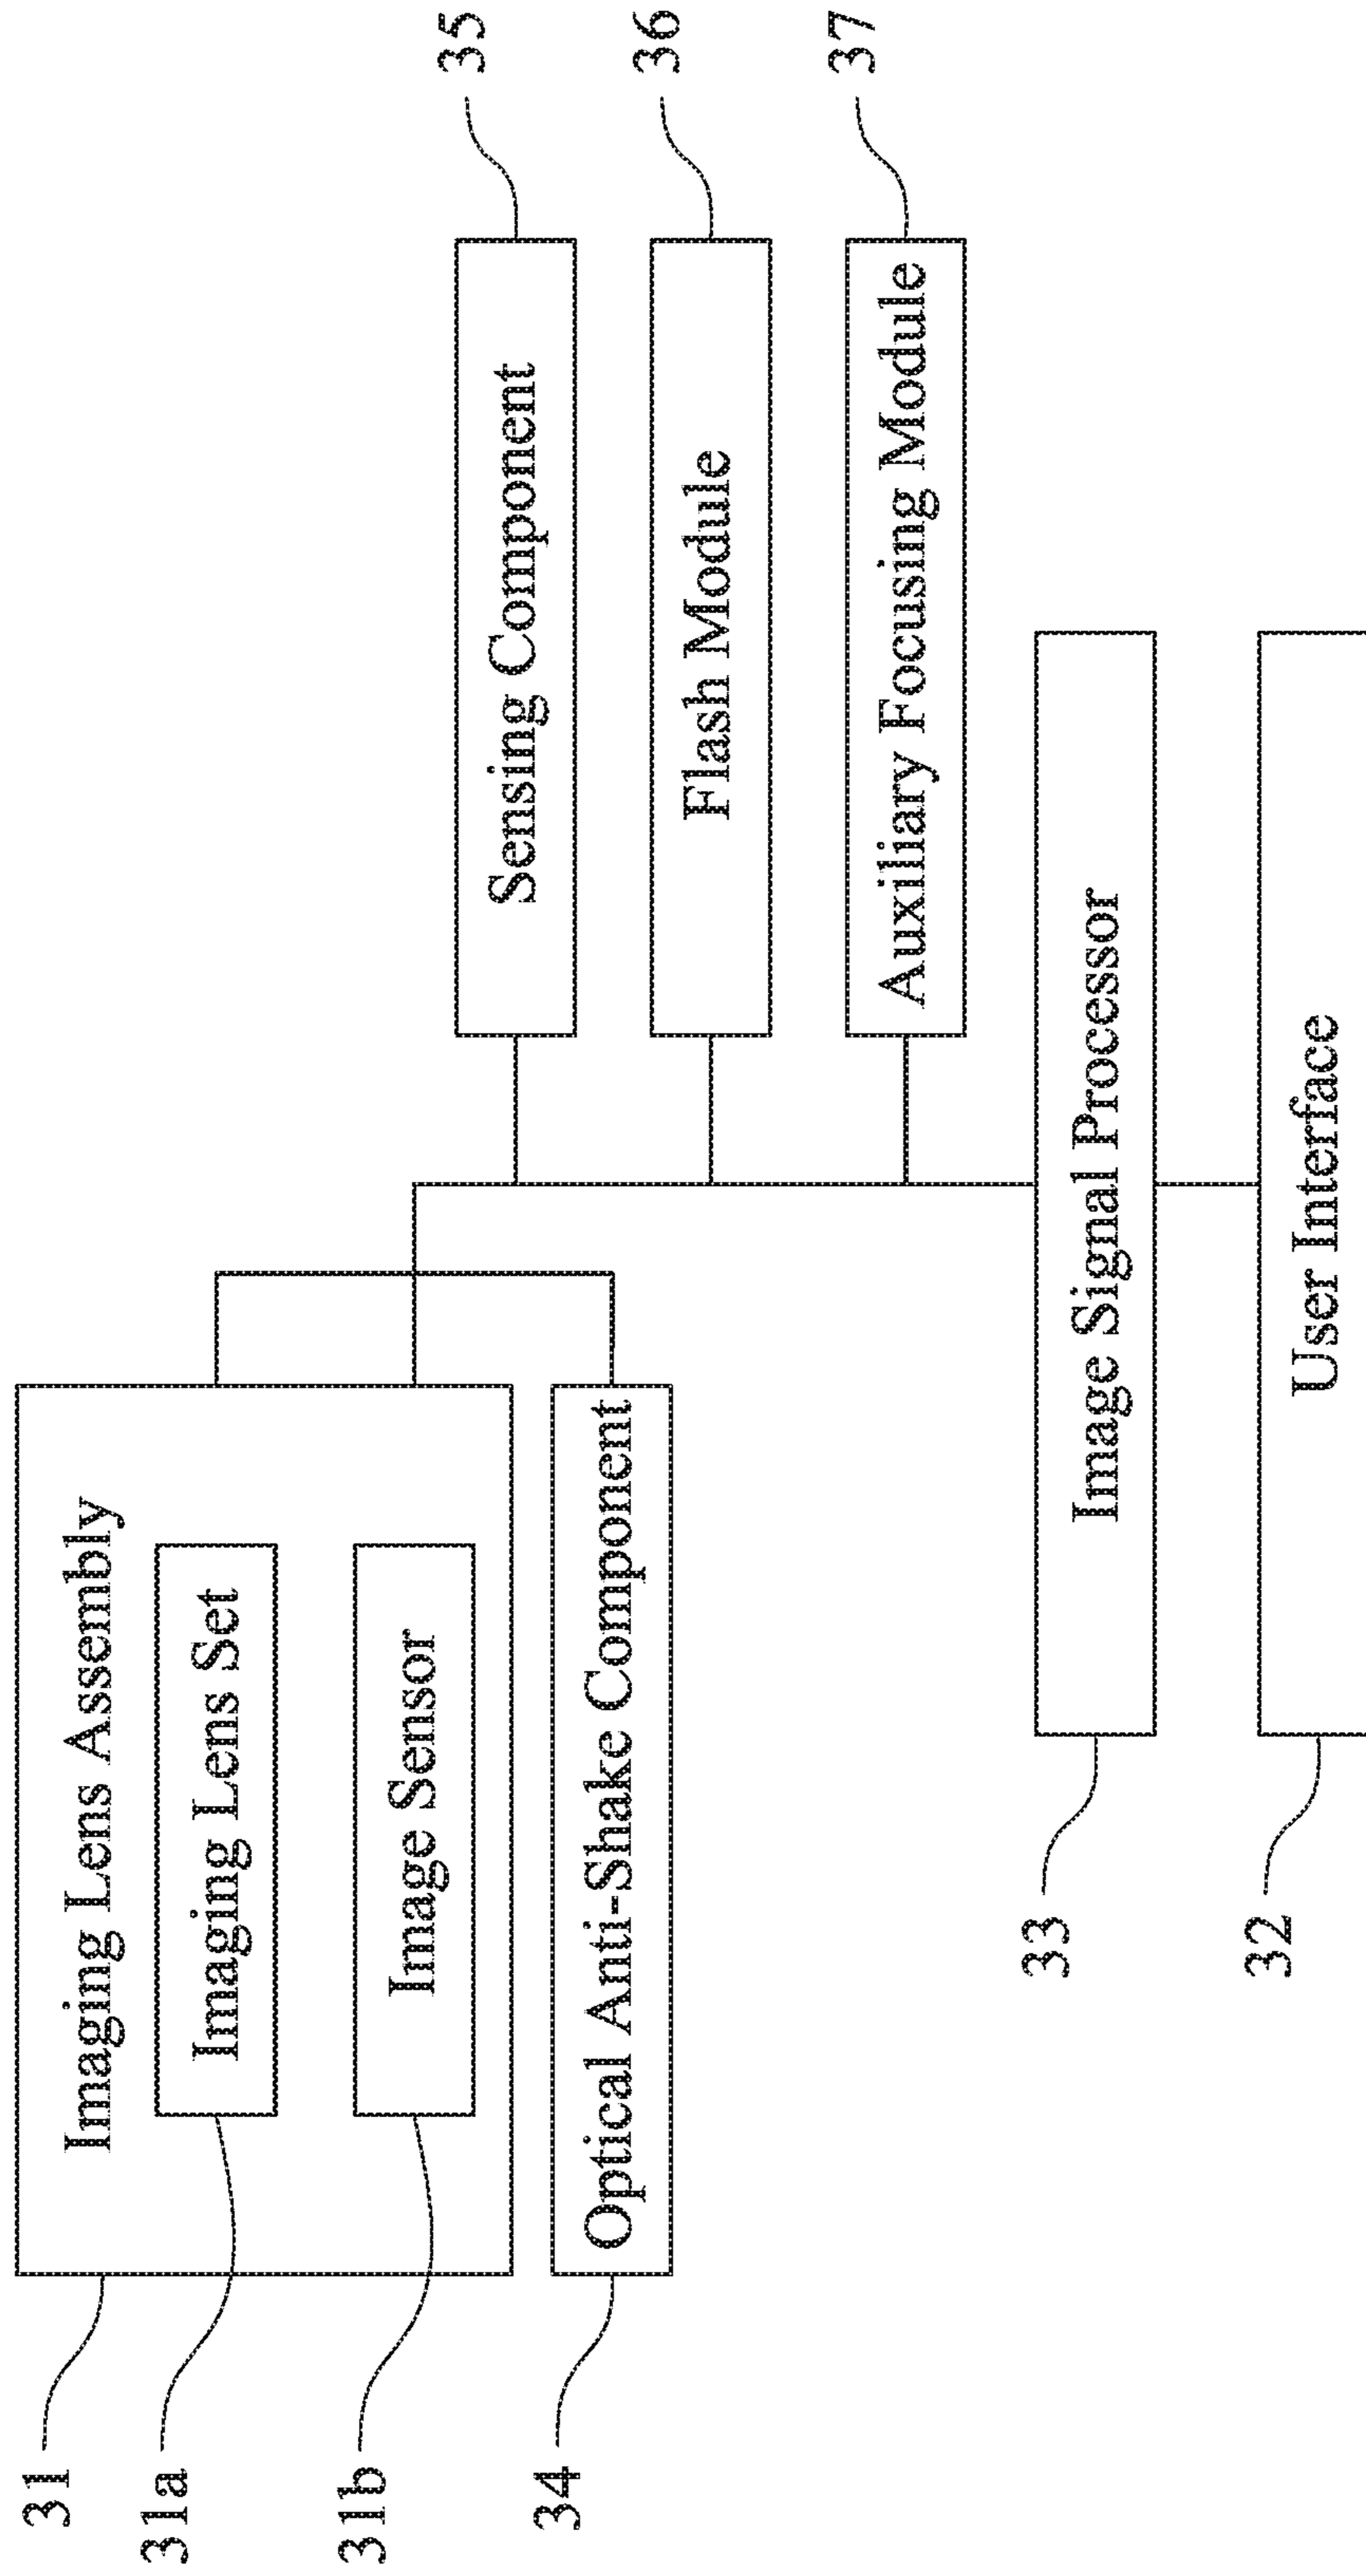 31
Imaging Lens Assembly
31a
Imaging Lens Set
31b
Image Sensor
34
Optical Anti-Shake Component
Sensing Component
35
Flash Module
36
Auxiliary Focusing Module
37
33
Image Signal Processor
32
User Interface